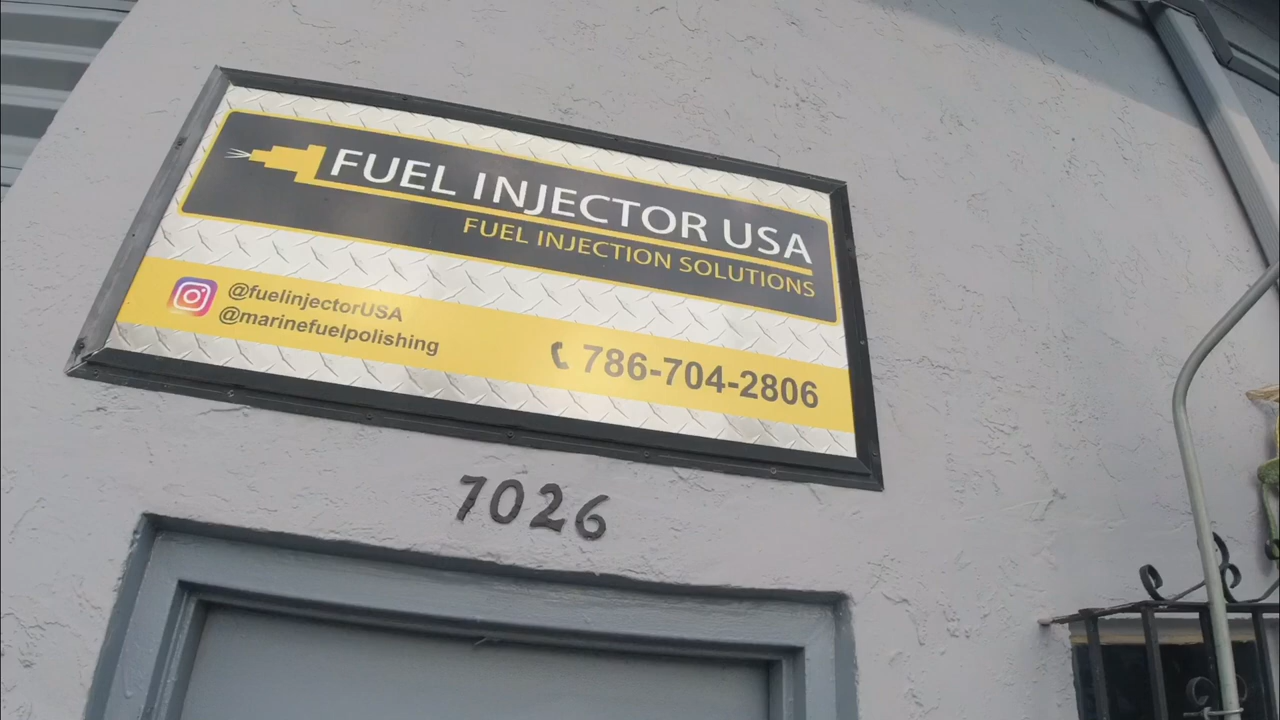 FUEL INJECTOR USA
FUEL INJECTION SOLUTIONS
@fuelinjectorUSA
@marinefuelpolishing
786-704-2806
7026